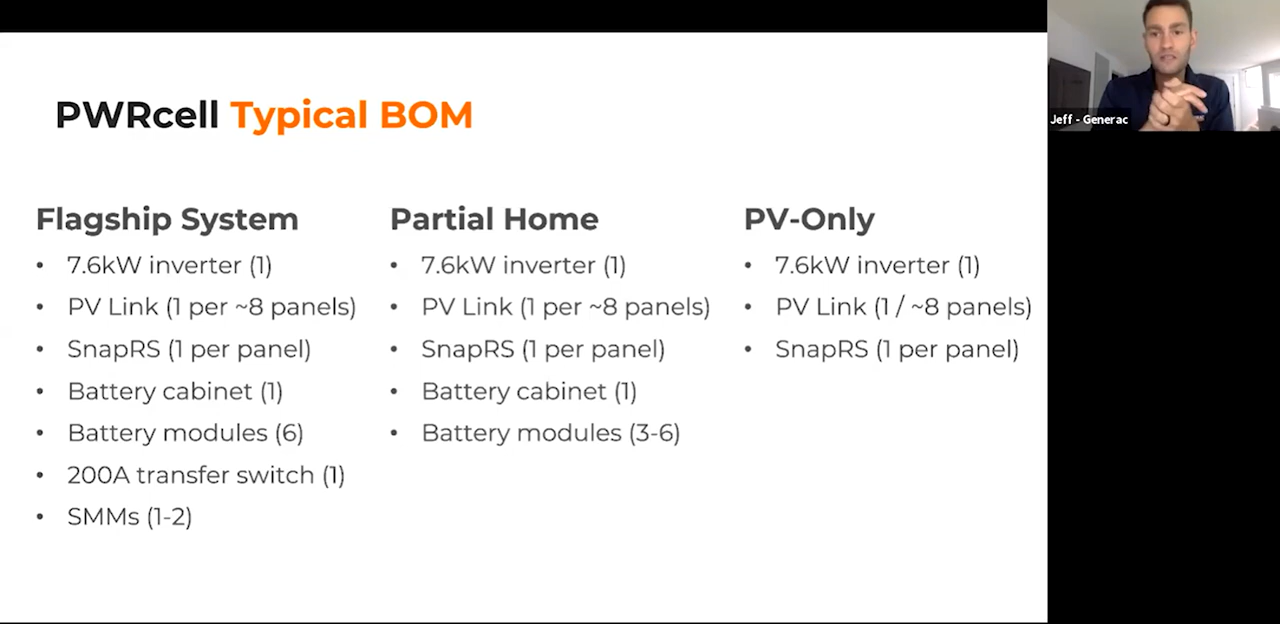 PWRcell Typical BOM
Flagship System
• 7.6kW inverter (1)
• PV Link (1 per ~8 panels)
• SnapRS (1 per panel)
• Battery cabinet (1)
• Battery modules (6)
• 200A transfer switch (1)
• SMMs (1-2)
Partial Home
• 7.6kW inverter (1)
• PV Link (1 per ~8 panels)
• SnapRS (1 per panel)
• Battery cabinet (1)
• Battery modules (3-6)
PV-Only
• 7.6kW inverter (1)
• PV Link (1 / ~8 panels)
• SnapRS (1 per panel)
Jeff - Generac